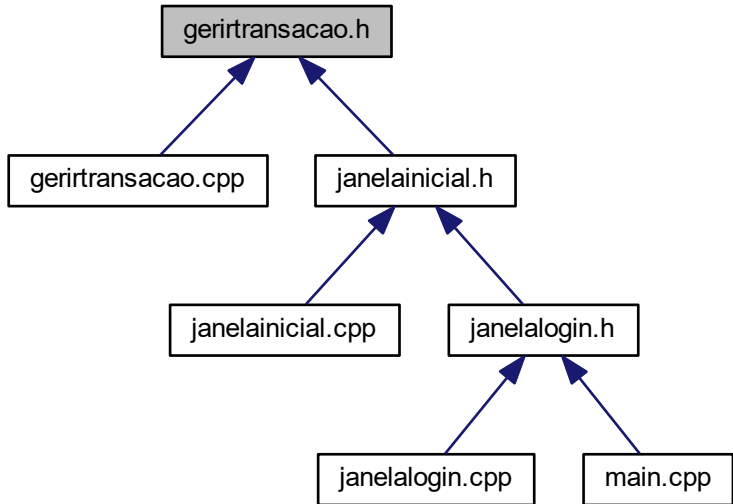 gerirtransacao.h
gerirtransacao.cpp
janelainicial.h
janelainicial.cpp
janelalogin.h
janelalogin.cpp
main.cpp